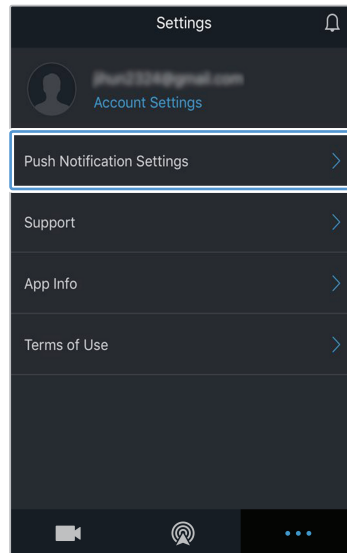 Settings
Account Settings
Push Notification Settings
Support
App Info
Terms of Use